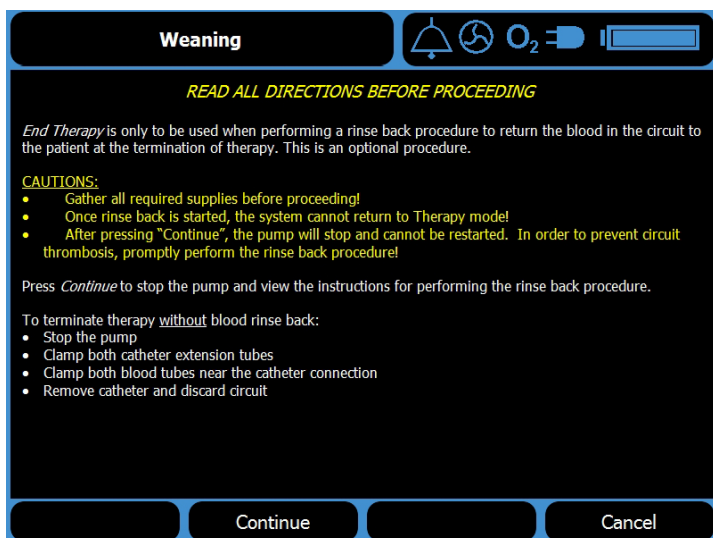 Weaning
O2
READ ALL DIRECTIONS BEFORE PROCEEDING
End Therapy is only to be used when performing a rinse back procedure to return the blood in the circuit to
the patient at the termination of therapy. This is an optional procedure.
CAUTIONS:
• Gather all required supplies before proceeding!
• Once rinse back is started, the system cannot return to Therapy mode!
• After pressing “Continue”, the pump will stop and cannot be restarted. In order to prevent circuit
thrombosis, promptly perform the rinse back procedure!
Press Continue to stop the pump and view the instructions for performing the rinse back procedure.
To terminate therapy without blood rinse back:
• Stop the pump
• Clamp both catheter extension tubes
• Clamp both blood tubes near the catheter connection
• Remove catheter and discard circuit
Continue
Cancel